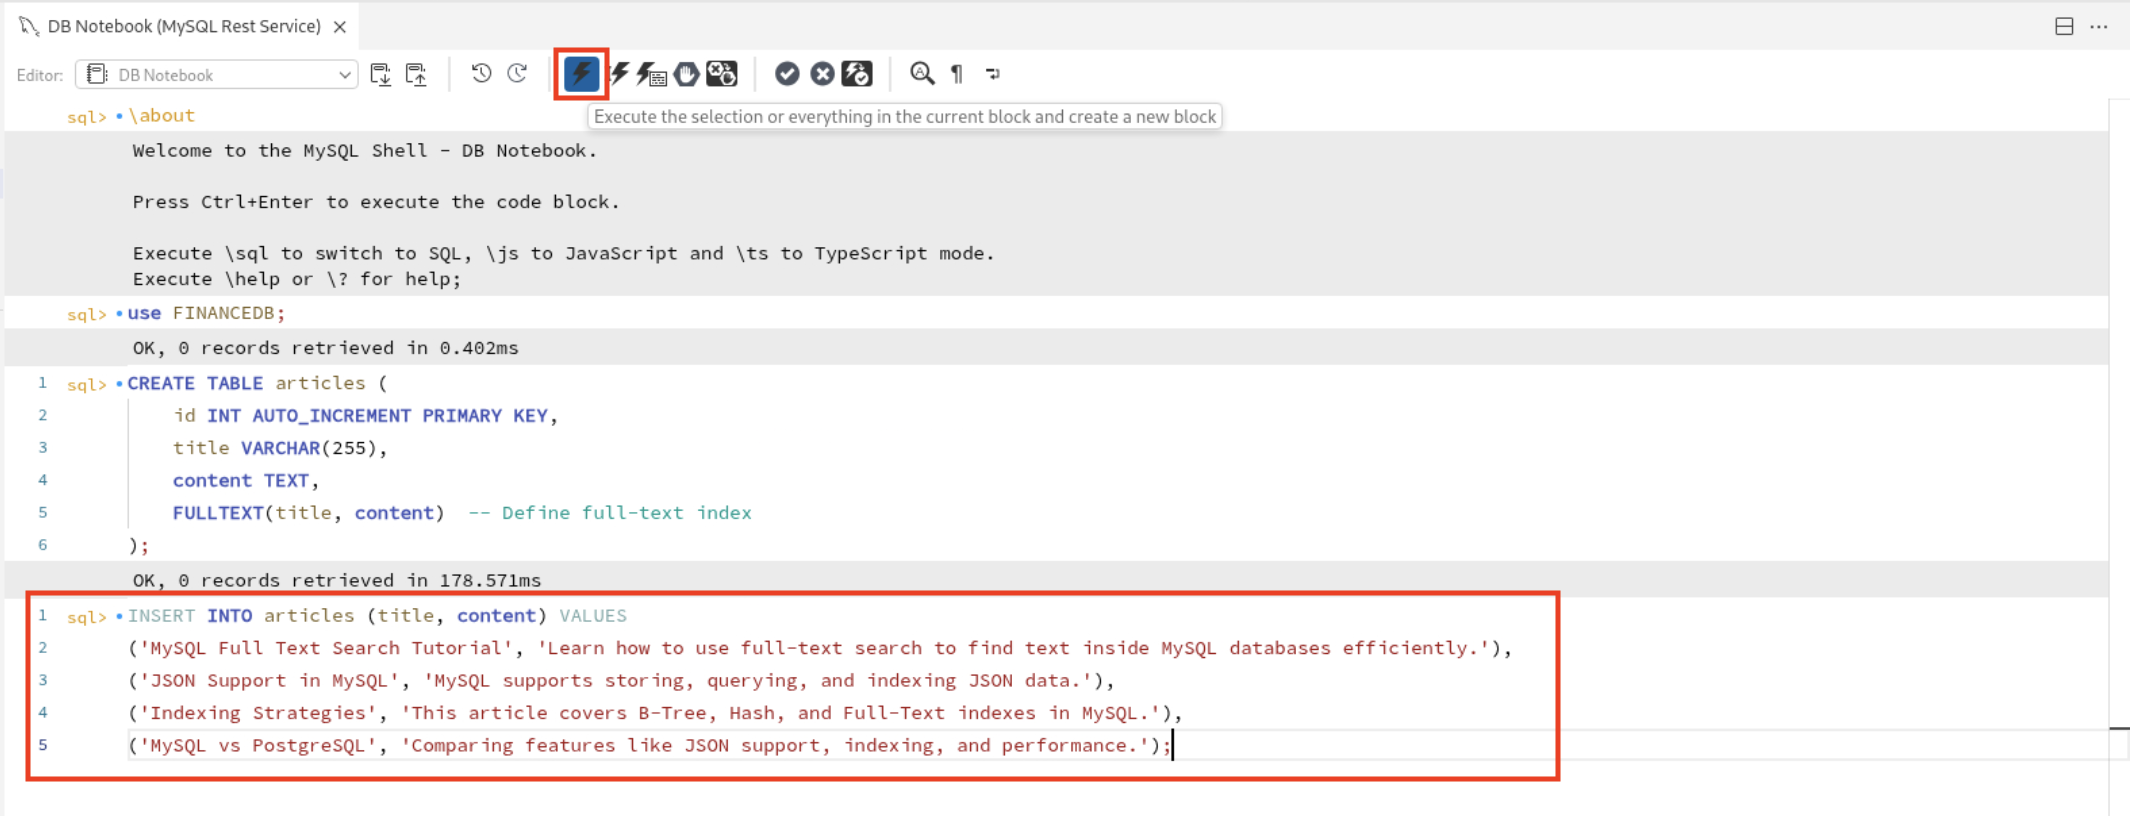 DB Notebook (MySQL Rest Service)
Editor: DB Notebook
sql> \about
Execute the selection or everything in the current block and create a new block
Welcome to the MySQL Shell - DB Notebook.
Press Ctrl+Enter to execute the code block.
Execute \sql to switch to SQL, \js to JavaScript and \ts to TypeScript mode.
Execute \help or \? for help;
sql> use FINANCEDB;
OK, 0 records retrieved in 0.402ms
1 sql> CREATE TABLE articles (
2 id INT AUTO_INCREMENT PRIMARY KEY,
3 title VARCHAR(255),
4 content TEXT,
5 FULLTEXT(title, content)  -- Define full-text index
6 );
OK, 0 records retrieved in 178.571ms
1 sql> INSERT INTO articles (title, content) VALUES
2 ('MySQL Full Text Search Tutorial', 'Learn how to use full-text search to find text inside MySQL databases efficiently.'),
3 ('JSON Support in MySQL', 'MySQL supports storing, querying, and indexing JSON data.'),
4 ('Indexing Strategies', 'This article covers B-Tree, Hash, and Full-Text indexes in MySQL.'),
5 ('MySQL vs PostgreSQL', 'Comparing features like JSON support, indexing, and performance.');